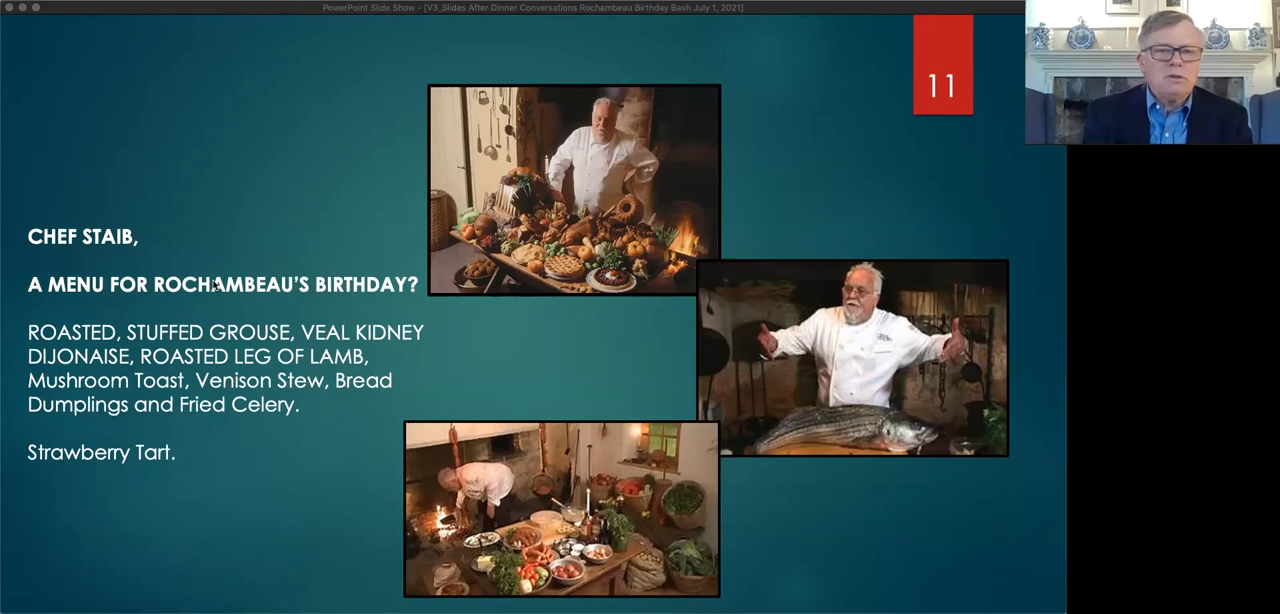 PowerPoint Slide Show - [V3_Slides After Dinner Conversations Rochambeau Birthday Bash July 1, 2021]
11
CHEF STAIB,
A MENU FOR ROCHAMBEAU'S BIRTHDAY?
ROASTED, STUFFED GROUSE, VEAL KIDNEY
DIJONAISE, ROASTED LEG OF LAMB,
Mushroom Toast, Venison Stew, Bread
Dumplings and Fried Celery.
Strawberry Tart.